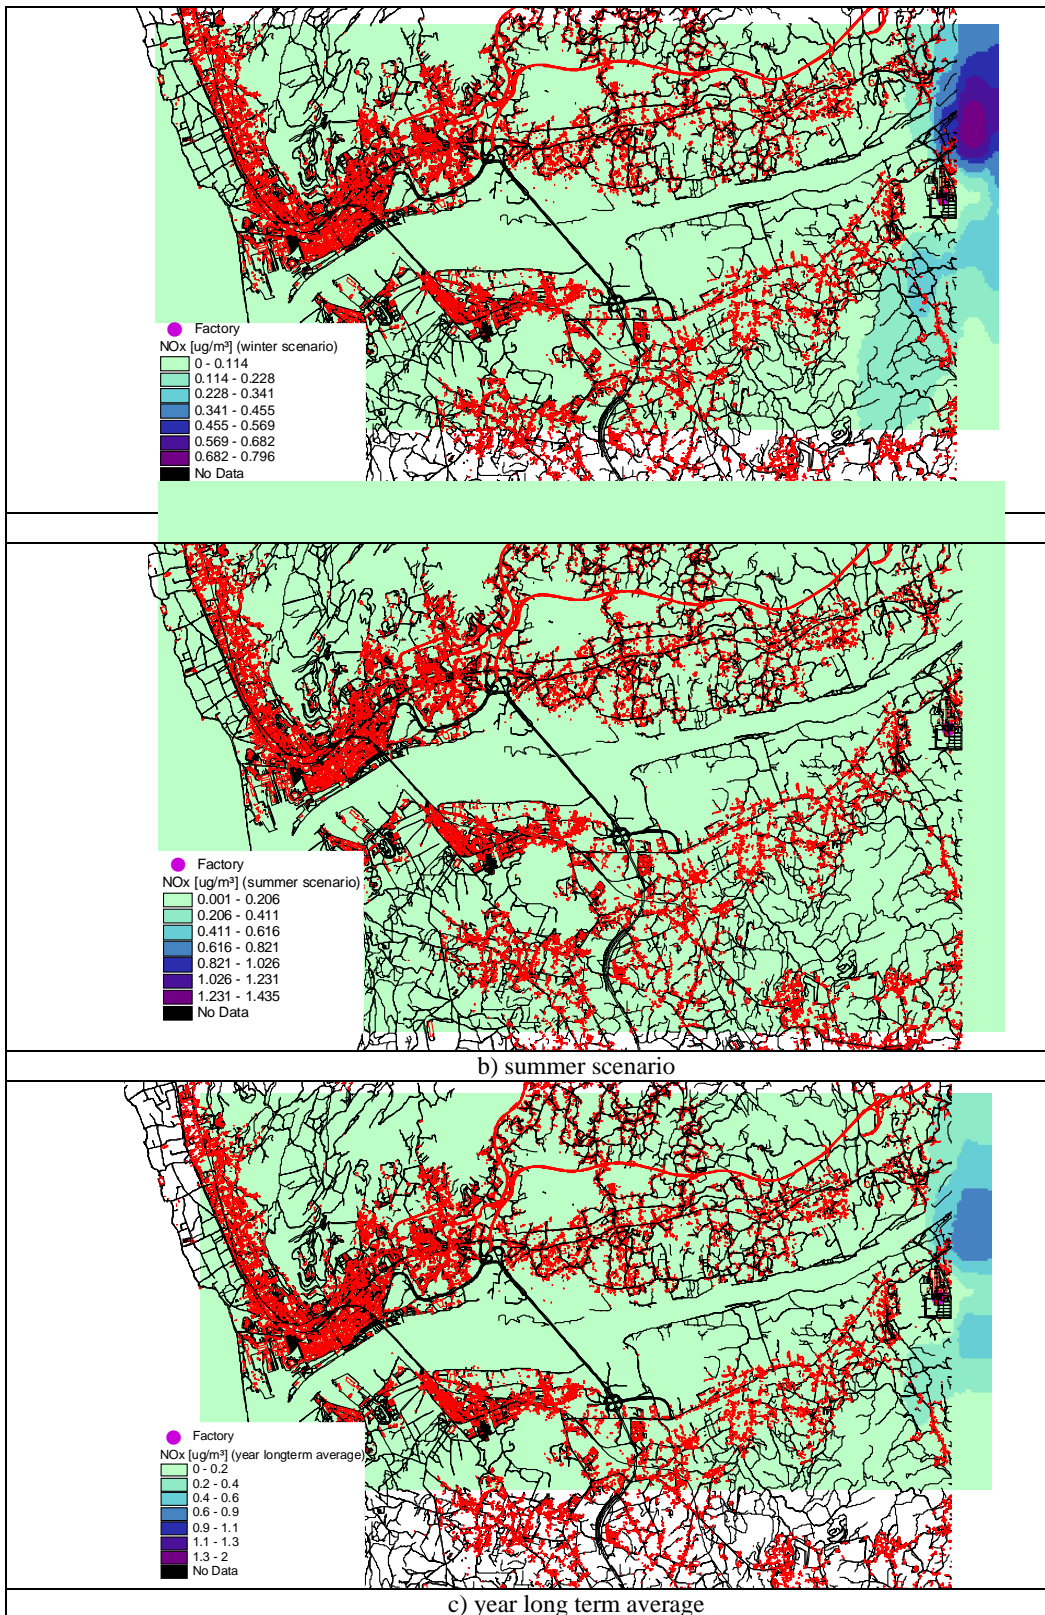 Factory
NOx [ug/m³] (winter scenario)
0 - 0.114
0.114 - 0.228
0.228 - 0.341
0.341 - 0.455
0.455 - 0.569
0.569 - 0.682
0.682 - 0.796
No Data
Factory
NOx [ug/m³] (summer scenario)
0.001 - 0.206
0.206 - 0.411
0.411 - 0.616
0.616 - 0.821
0.821 - 1.026
1.026 - 1.231
1.231 - 1.435
No Data
b) summer scenario
Factory
NOx [ug/m³] (year longterm average)
0 - 0.2
0.2 - 0.4
0.4 - 0.6
0.6 - 0.9
0.9 - 1.1
1.1 - 1.3
1.3 - 2
No Data
c) year long term average